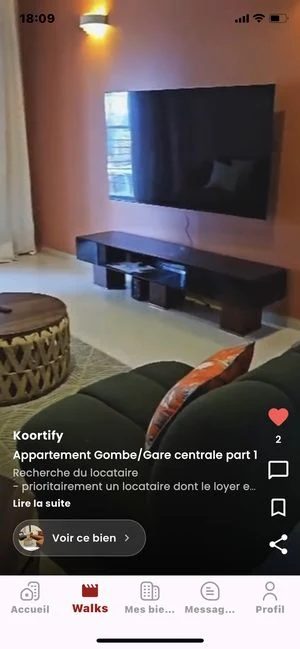 18:09
Koortify
Appartement Gombe/Gare centrale part 1
Recherche du locataire
- prioritairement un locataire dont le loyer e...
Lire la suite
Voir ce bien
2
Accueil
Walks
Mes bie...
Messag...
Profil